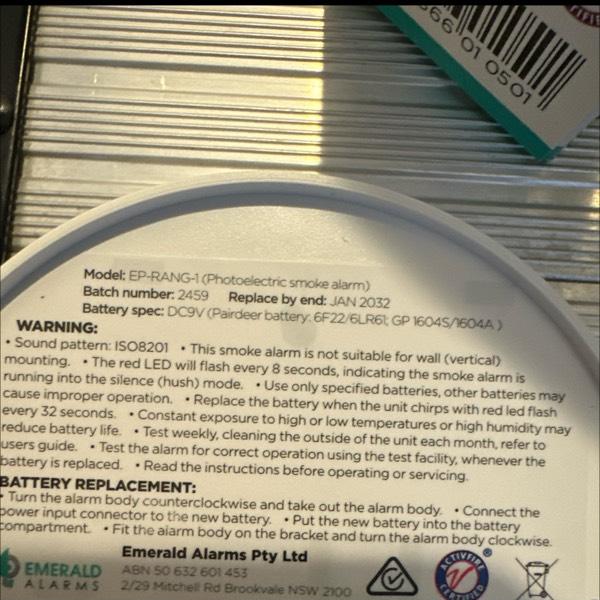 66 01 0501
Model: EP-RANG-1 (Photoelectric smoke alarm)
Batch number: 2459 Replace by end: JAN 2032
Battery spec: DC9V (Pairdeer battery: 6F22/6LR61; GP 1604S/1604A )
WARNING:
• Sound pattern: ISO8201 • This smoke alarm is not suitable for wall (vertical)
mounting. • The red LED will flash every 8 seconds, indicating the smoke alarm is
running into the silence (hush) mode. • Use only specified batteries, other batteries may
cause improper operation. • Replace the battery when the unit chirps with red led flash
every 32 seconds. • Constant exposure to high or low temperatures or high humidity may
reduce battery life. • Test weekly, cleaning the outside of the unit each month, refer to
users guide. • Test the alarm for correct operation using the test facility, whenever the
battery is replaced. • Read the instructions before operating or servicing.
BATTERY REPLACEMENT:
• Turn the alarm body counterclockwise and take out the alarm body. • Connect the
power input connector to the new battery. • Put the new battery into the battery
compartment. • Fit the alarm body on the bracket and turn the alarm body clockwise.
EMERALD
ALARMS
Emerald Alarms Pty Ltd
ABN 50 632 601 453
2/29 Mitchell Rd Brookvale NSW 2100
ACTIVFIRE
CERTIFIED
®